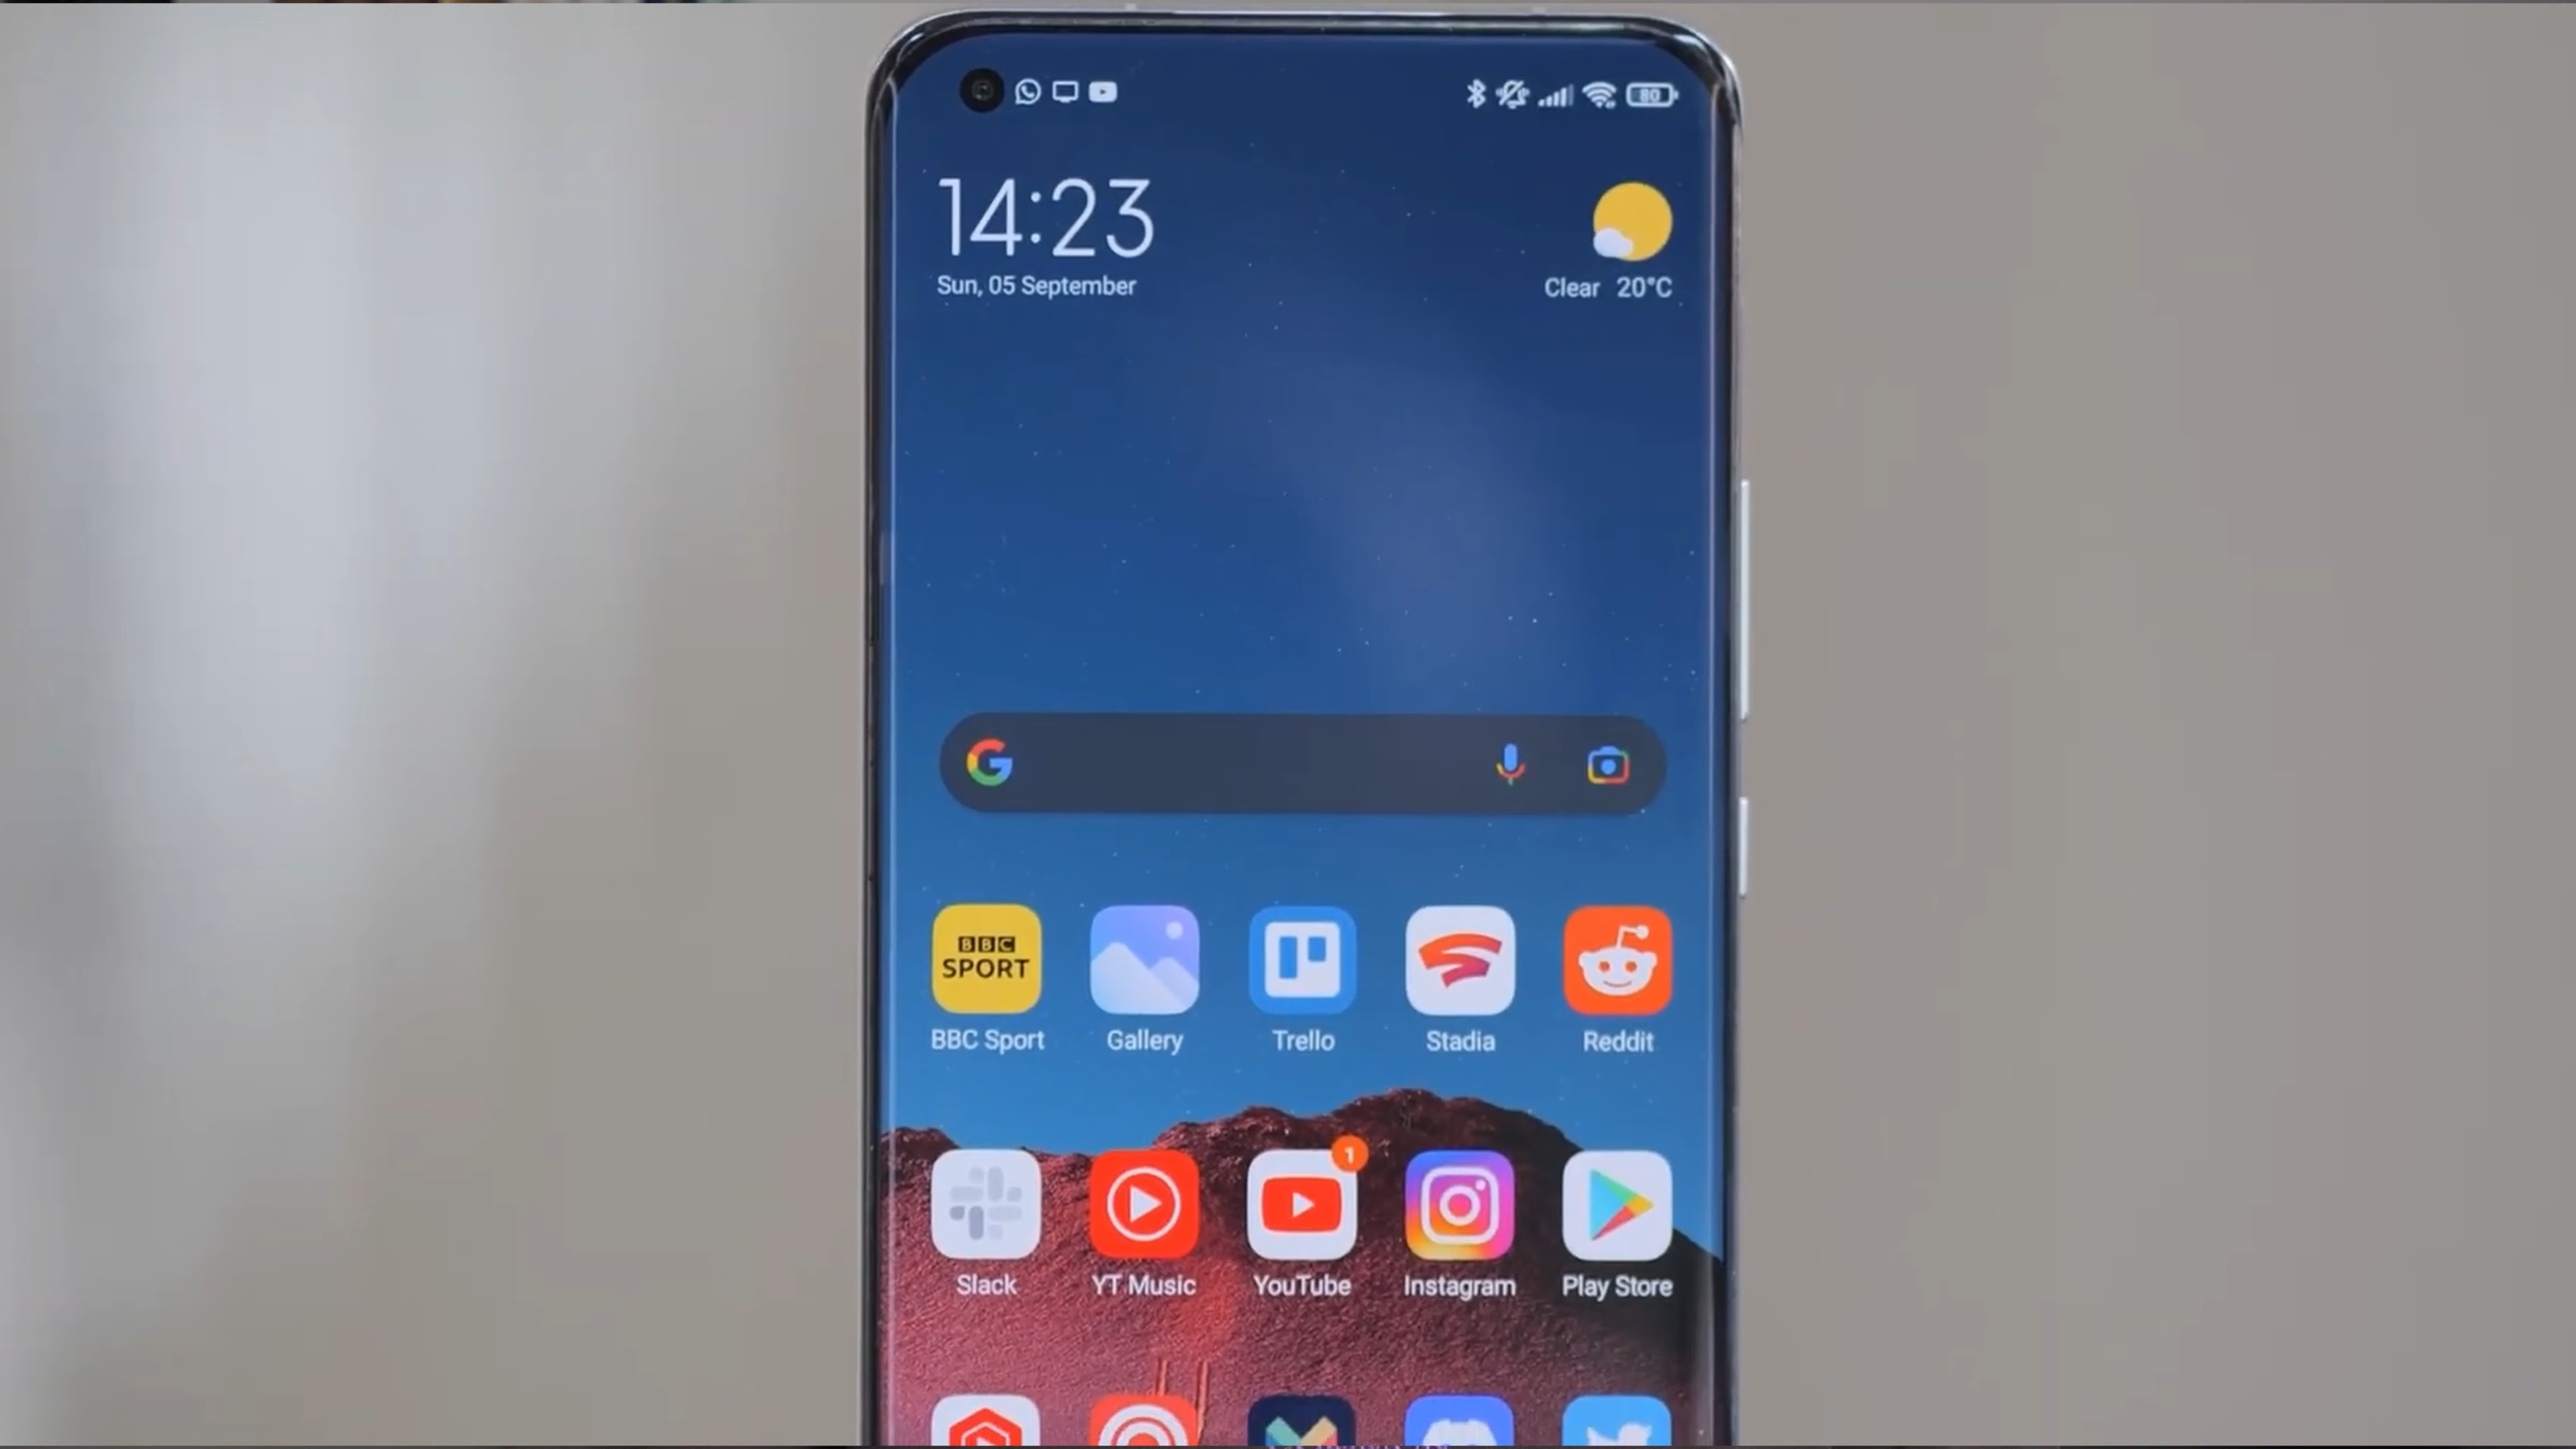 80
14:23
Sun, 05 September
Clear 20°C
BBC
SPORT
BBC Sport
Gallery
Trello
Stadia
Reddit
1
Slack
YT Music
YouTube
Instagram
Play Store